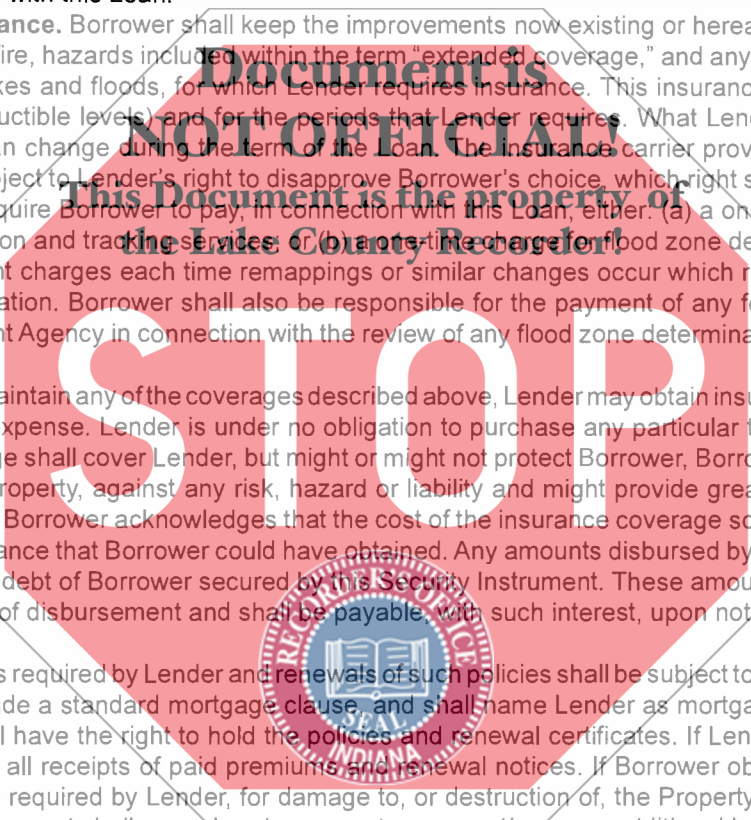 with this Loan.
ance. Borrower shall keep the improvements now existing or herea
ire, hazards included within the term "extended coverage," and any
kes and floods, for which Lender requires insurance. This insuranc
uctible levels) and for the periods that Lender requires. What Lend
n change during the term of the Loan. The insurance carrier prov
ject to Lender's right to disapprove Borrower's choice, which right s
quire Borrower to pay, in connection with this Loan, either: (a) a on
on and tracking services; or (b) a one-time charge for flood zone de
t charges each time remappings or similar changes occur which r
ation. Borrower shall also be responsible for the payment of any f
nt Agency in connection with the review of any flood zone determina
Document is
NOT OFFICIAL!
This Document is the property of
the Lake County Recorder!
STOP
aintain any of the coverages described above, Lender may obtain insu
xpense. Lender is under no obligation to purchase any particular t
ge shall cover Lender, but might or might not protect Borrower, Borro
roperty, against any risk, hazard or liability and might provide grea
Borrower acknowledges that the cost of the insurance coverage so
ance that Borrower could have obtained. Any amounts disbursed by
debt of Borrower secured by this Security Instrument. These amou
of disbursement and shall be payable, with such interest, upon not
s required by Lender and renewals of such policies shall be subject to
de a standard mortgage clause, and shall name Lender as mortga
l have the right to hold the policies and renewal certificates. If Len
all receipts of paid premiums and renewal notices. If Borrower ob
required by Lender, for damage to, or destruction of, the Property
RECORDER'S OFFICE
SEAL
INDIANA